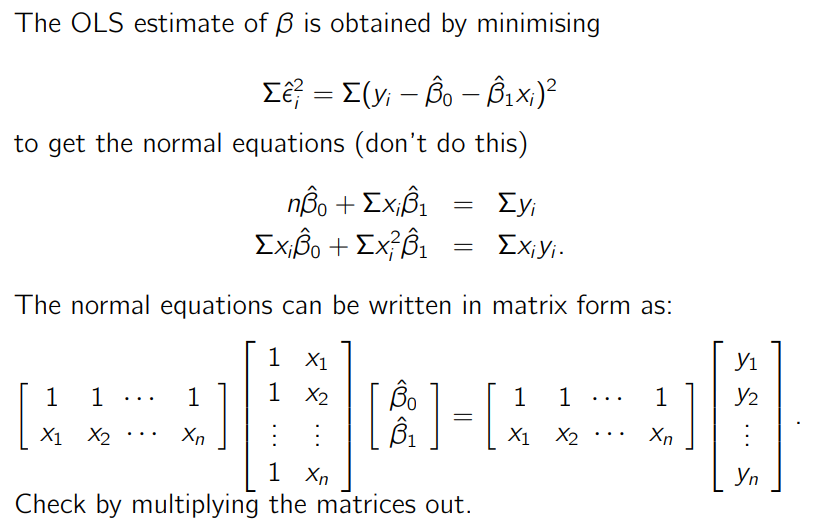 The OLS estimate of β is obtained by minimising
Σϵ̂ᵢ² = Σ(yᵢ − β̂₀ − β̂₁xᵢ)²
to get the normal equations (don't do this)
nβ̂₀ + Σxᵢβ̂₁ = Σyᵢ
Σxᵢβ̂₀ + Σxᵢ²β̂₁ = Σxᵢyᵢ.
The normal equations can be written in matrix form as:
[ 1 1 ⋯ 1 ; x₁ x₂ ⋯ xₙ ] [ 1 x₁ ; 1 x₂ ; ⋮ ⋮ ; 1 xₙ ] [ β̂₀ ; β̂₁ ] = [ 1 1 ⋯ 1 ; x₁ x₂ ⋯ xₙ ] [ y₁ ; y₂ ; ⋮ ; yₙ ] .
Check by multiplying the matrices out.